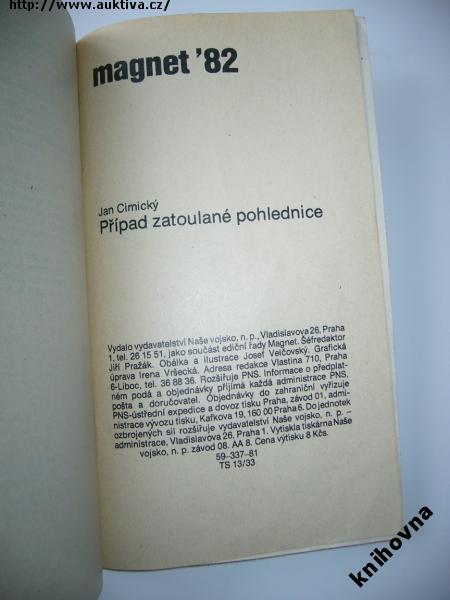 http://www.auktiva.cz/
magnet '82
Jan Cimický
Případ zatoulané pohlednice
Vydalo vydavatelství Naše vojsko, n.p., Vladislavova 26, Praha
1, tel. 26 15 51, jako součást ediční řady Magnet. Šéfredaktor
Jiří Pražák. Obálka a ilustrace Josef Velčovský. Grafická
úprava Irena Vršecká. Adresa redakce Vlastina 710, Praha
6-Liboc, tel. 36 88 36. Rozšiřuje PNS. Informace o předplat-
ném podá a objednávky přijímá každá administrace PNS,
pošta a doručovatel. Objednávky do zahraničí vyřizuje
PNS-ústřední expedice a dovoz tisku Praha, závod 01, admini-
strace vývozu tisku, Kafkova 19, 160 00 Praha 6. Do jednotek
ozbrojených sil rozšiřuje vydavatelství Naše vojsko, n. p. –
administrace, Vladislavova 26, Praha 1. Vytiskla tiskárna Naše
vojsko, n. p. závod 08. AA 8. Cena výtisku 8 Kčs.
59-337-81
TS 13/33
knihovna